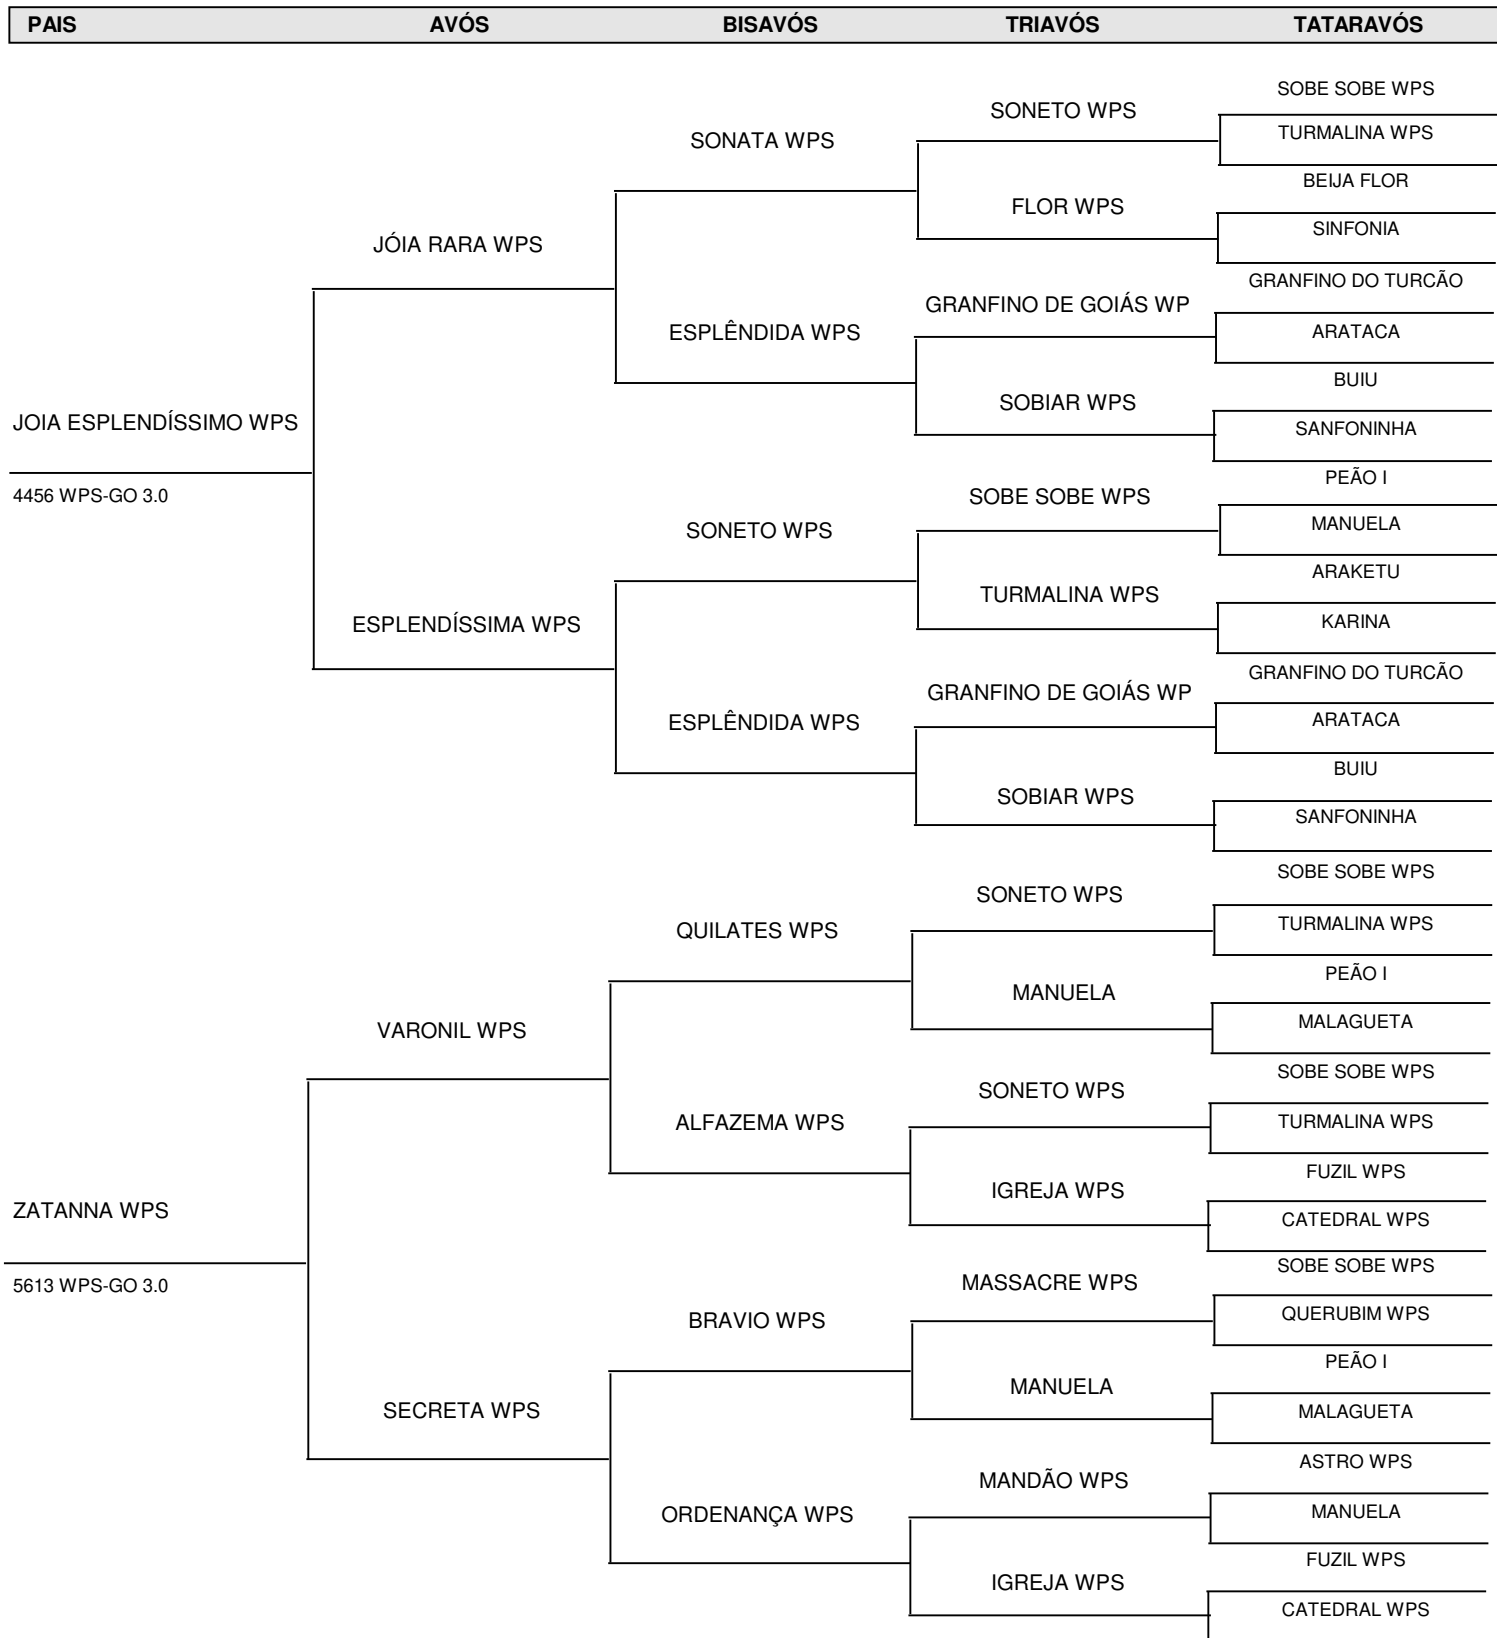 PAIS AVÓS BISAVÓS TRIAVÓS TATARAVÓS
SOBE SOBE WPS
SONETO WPS
TURMALINA WPS
SONATA WPS
BEIJA FLOR
FLOR WPS
SINFONIA
JÓIA RARA WPS
GRANFINO DO TURCÃO
GRANFINO DE GOIÁS WP
ARATACA
ESPLÊNDIDA WPS
BUIU
SOBIAR WPS
SANFONINHA
JOIA ESPLENDÍSSIMO WPS
4456 WPS-GO 3.0
PEÃO I
SOBE SOBE WPS
MANUELA
SONETO WPS
ARAKETU
TURMALINA WPS
KARINA
ESPLENDÍSSIMA WPS
GRANFINO DO TURCÃO
GRANFINO DE GOIÁS WP
ARATACA
ESPLÊNDIDA WPS
BUIU
SOBIAR WPS
SANFONINHA
SOBE SOBE WPS
SONETO WPS
TURMALINA WPS
QUILATES WPS
PEÃO I
MANUELA
MALAGUETA
VARONIL WPS
SOBE SOBE WPS
SONETO WPS
TURMALINA WPS
ALFAZEMA WPS
FUZIL WPS
IGREJA WPS
CATEDRAL WPS
ZATANNA WPS
5613 WPS-GO 3.0
SOBE SOBE WPS
MASSACRE WPS
QUERUBIM WPS
BRAVIO WPS
PEÃO I
MANUELA
MALAGUETA
SECRETA WPS
ASTRO WPS
MANDÃO WPS
MANUELA
ORDENANÇA WPS
FUZIL WPS
IGREJA WPS
CATEDRAL WPS